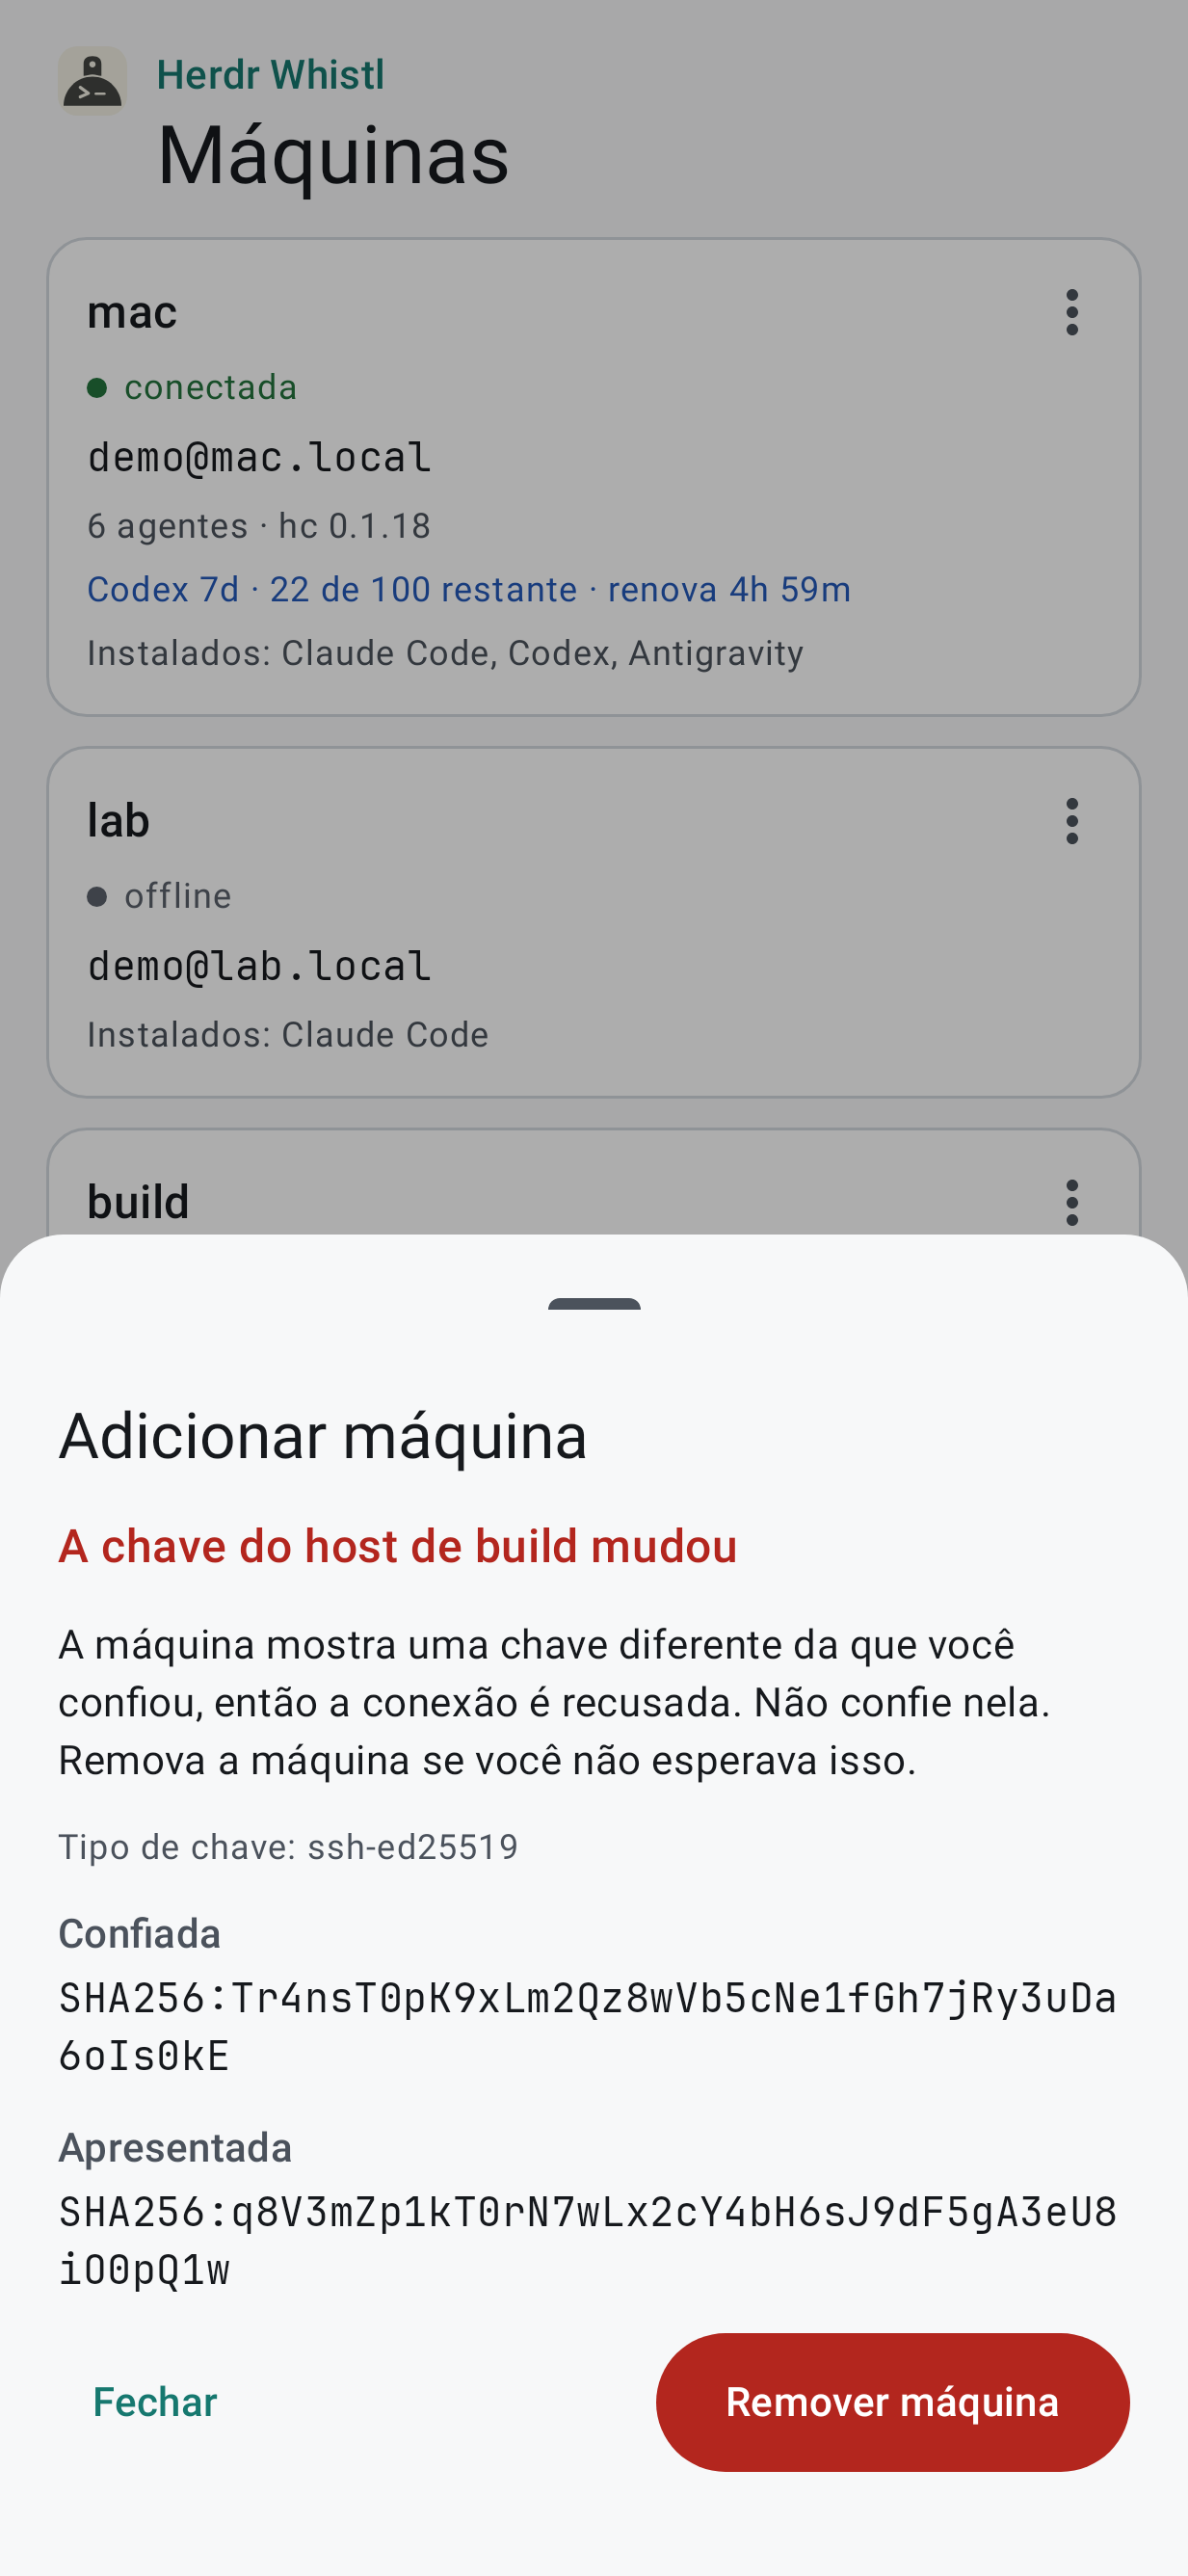 Herdr Whistl
Máquinas
mac
conectada
demo@mac.local
6 agentes · hc 0.1.18
Codex 7d · 22 de 100 restante · renova 4h 59m
Instalados: Claude Code, Codex, Antigravity
lab
offline
demo@lab.local
Instalados: Claude Code
build
Adicionar máquina
A chave do host de build mudou
A máquina mostra uma chave diferente da que você
confiou, então a conexão é recusada. Não confie nela.
Remova a máquina se você não esperava isso.
Tipo de chave: ssh-ed25519
Confiada
SHA256:Tr4nsT0pK9xLm2Qz8wVb5cNe1fGh7jRy3uDa
6oIs0kE
Apresentada
SHA256:q8V3mZp1kT0rN7wLx2cY4bH6sJ9dF5gA3eU8
iO0pQ1w
Fechar
Remover máquina